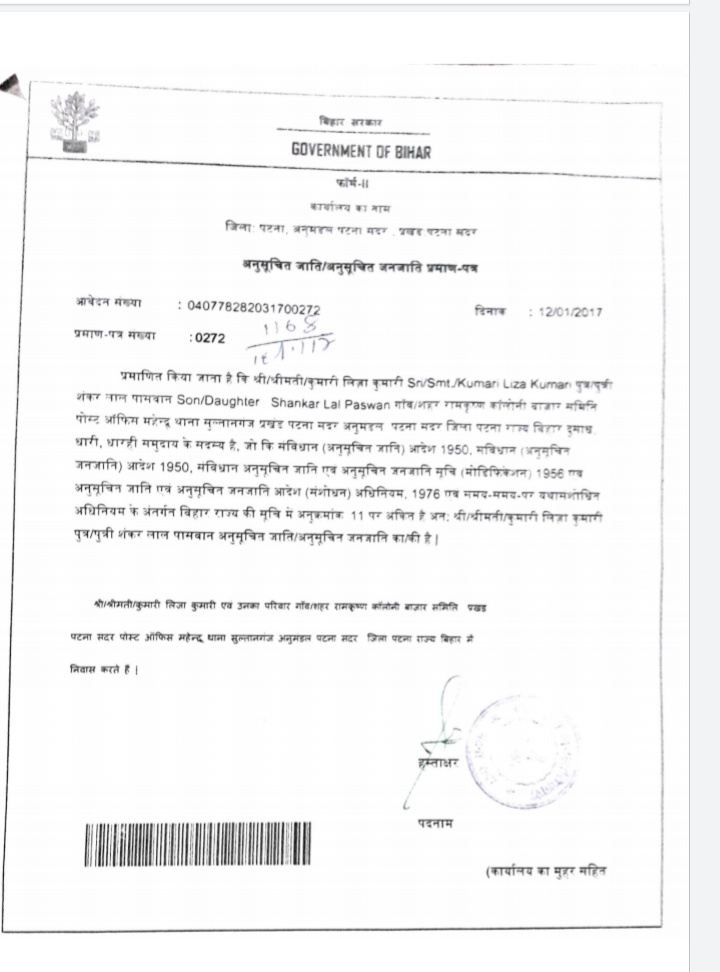 बिहार सरकार
GOVERNMENT OF BIHAR
फॉर्म-II
कार्यालय का नाम
जिला: पटना, अनुमंडल पटना सदर , प्रखंड पटना सदर
अनुसूचित जाति/अनुसूचित जनजाति प्रमाण-पत्र
आवेदन संख्या : 040778282031700272 दिनांक : 12/01/2017
प्रमाण-पत्र संख्या :0272 1168
प्रमाणित किया जाता है कि श्री/श्रीमती/कुमारी लिज़ा कुमारी Sri/Smt./Kumari Liza Kumari पुत्र/पुत्री
शंकर लाल पासवान Son/Daughter Shankar Lal Paswan गाँव/शहर रामकृष्ण कॉलोनी बाजार समिति
पोस्ट ऑफिस महेन्द्रू थाना सुल्तानगंज प्रखंड पटना सदर अनुमंडल पटना सदर जिला पटना राज्य बिहार दुसाध,
धारी, धारही समुदाय के सदस्य है, जो कि संविधान (अनुसूचित जाति) आदेश 1950, संविधान (अनुसूचित
जनजाति) आदेश 1950, संविधान अनुसूचित जाति एवं अनुसूचित जनजाति सूचि (मोडिफिकेशन) 1956 एवं
अनुसूचित जाति एवं अनुसूचित जनजाति आदेश (संशोधन) अधिनियम, 1976 एवं समय-समय-पर यथासंशोधित
अधिनियम के अंतर्गत बिहार राज्य की सूचि में अनुक्रमांक 11 पर अंकित है अत: श्री/श्रीमती/कुमारी लिज़ा कुमारी
पुत्र/पुत्री शंकर लाल पासवान अनुसूचित जाति/अनुसूचित जनजाति का/की है |
श्री/श्रीमती/कुमारी लिज़ा कुमारी एवं उनका परिवार गाँव/शहर रामकृष्ण कॉलोनी बाज़ार समिति प्रखंड
पटना सदर पोस्ट ऑफिस महेन्द्रू थाना सुल्तानगंज अनुमंडल पटना सदर जिला पटना राज्य बिहार में
निवास करते है |
हस्ताक्षर
पदनाम
(कार्यालय का मुहर सहित